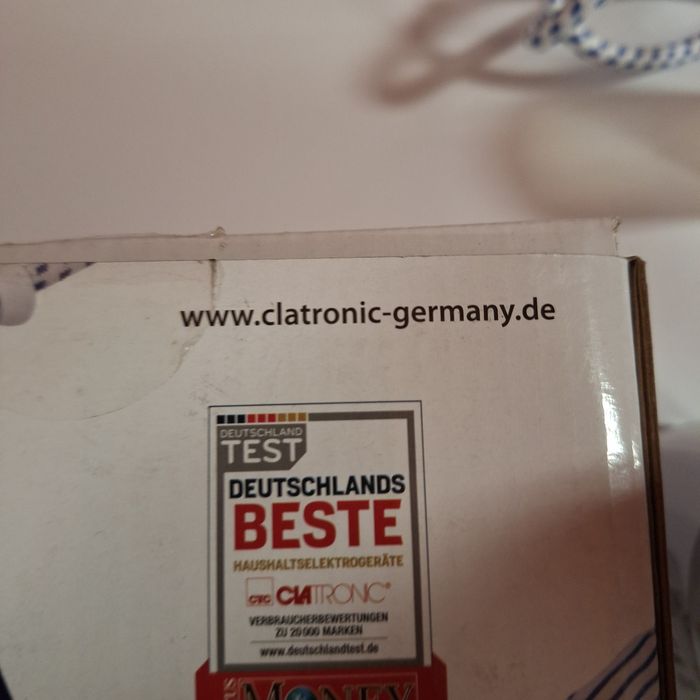 www.clatronic-germany.de
DEUTSCHLAND
TEST
DEUTSCHLANDS
BESTE
HAUSHALTSELEKTROGERÄTE
CTC CLATRONIC®
VERBRAUCHERBEWERTUNGEN
ZU 20 000 MARKEN
www.deutschlandtest.de
MONEY